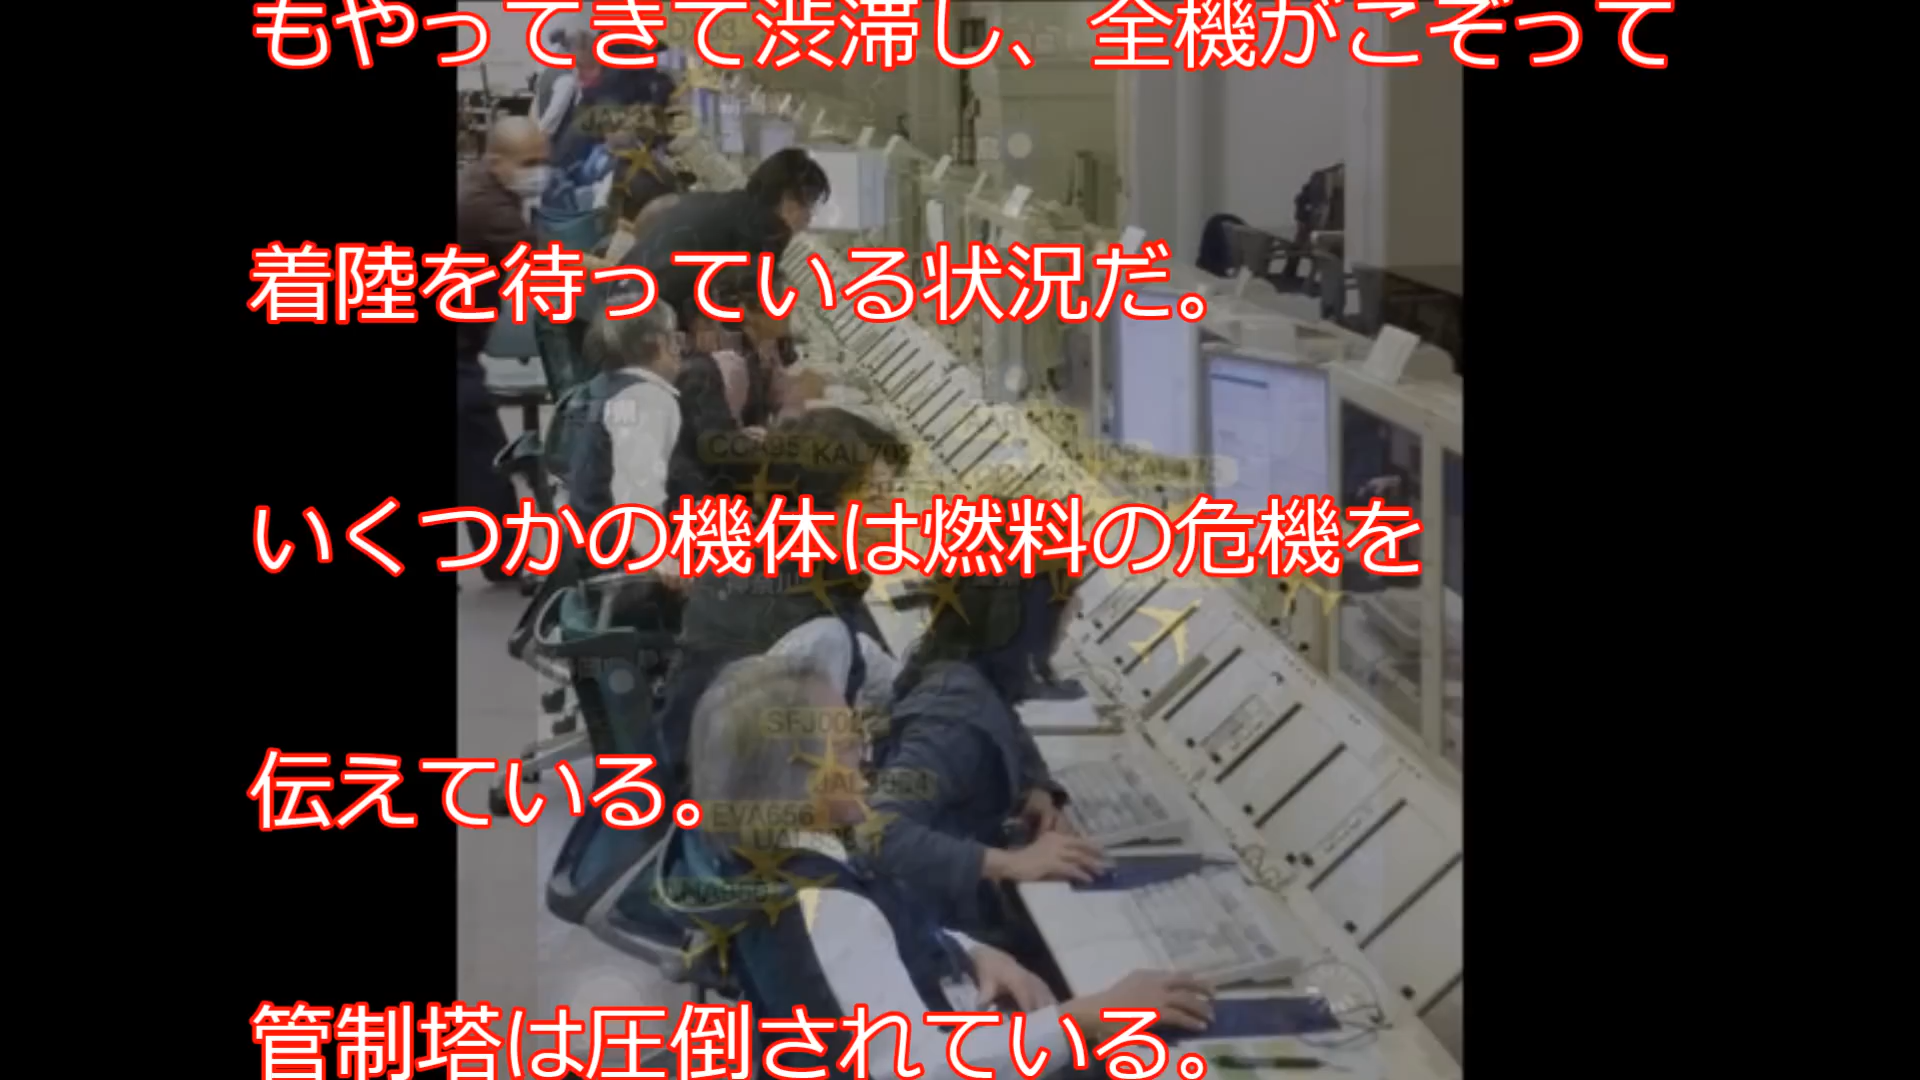 もやってきて渋滞し、全機がこぞって
着陸を待っている状況だ。
いくつかの機体は燃料の危機を
伝えている。
管制塔は圧倒されている。
KAL702
SFJ00
EVA656